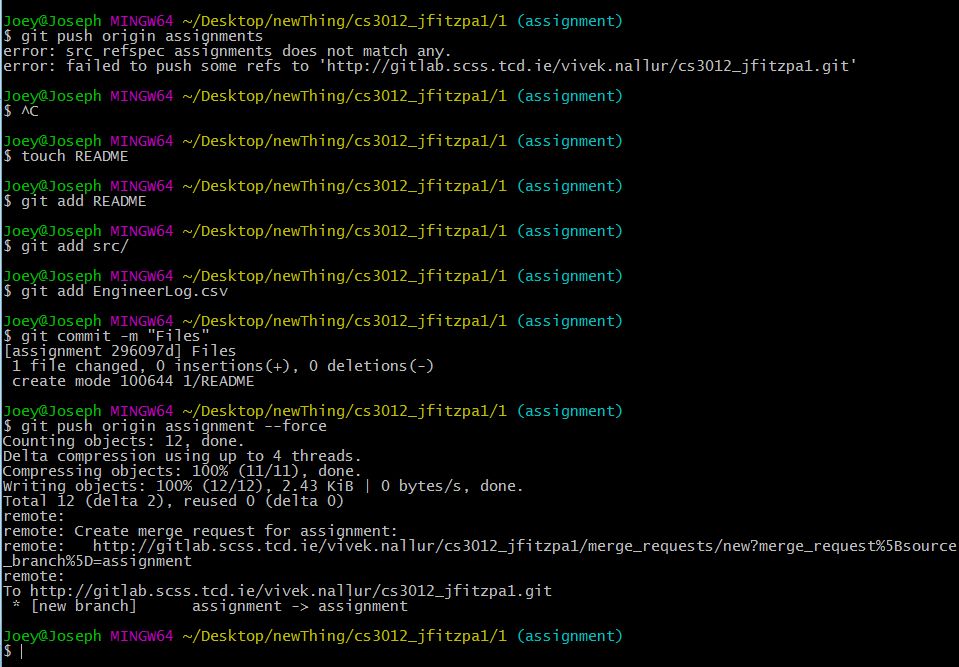 Joey@Joseph MINGW64 ~/Desktop/newThing/cs3012_jfitzpa1/1 (assignment)
$ git push origin assignments
error: src refspec assignments does not match any.
error: failed to push some refs to 'http://gitlab.scss.tcd.ie/vivek.nallur/cs3012_jfitzpa1.git'
Joey@Joseph MINGW64 ~/Desktop/newThing/cs3012_jfitzpa1/1 (assignment)
$ ^C
Joey@Joseph MINGW64 ~/Desktop/newThing/cs3012_jfitzpa1/1 (assignment)
$ touch README
Joey@Joseph MINGW64 ~/Desktop/newThing/cs3012_jfitzpa1/1 (assignment)
$ git add README
Joey@Joseph MINGW64 ~/Desktop/newThing/cs3012_jfitzpa1/1 (assignment)
$ git add src/
Joey@Joseph MINGW64 ~/Desktop/newThing/cs3012_jfitzpa1/1 (assignment)
$ git add EngineerLog.csv
Joey@Joseph MINGW64 ~/Desktop/newThing/cs3012_jfitzpa1/1 (assignment)
$ git commit -m "Files"
[assignment 296097d] Files
 1 file changed, 0 insertions(+), 0 deletions(-)
 create mode 100644 1/README
Joey@Joseph MINGW64 ~/Desktop/newThing/cs3012_jfitzpa1/1 (assignment)
$ git push origin assignment --force
Counting objects: 12, done.
Delta compression using up to 4 threads.
Compressing objects: 100% (11/11), done.
Writing objects: 100% (12/12), 2.43 KiB | 0 bytes/s, done.
Total 12 (delta 2), reused 0 (delta 0)
remote:
remote: Create merge request for assignment:
remote:   http://gitlab.scss.tcd.ie/vivek.nallur/cs3012_jfitzpa1/merge_requests/new?merge_request%5Bsource
_branch%5D=assignment
remote:
To http://gitlab.scss.tcd.ie/vivek.nallur/cs3012_jfitzpa1.git
 * [new branch]      assignment -> assignment
Joey@Joseph MINGW64 ~/Desktop/newThing/cs3012_jfitzpa1/1 (assignment)
$